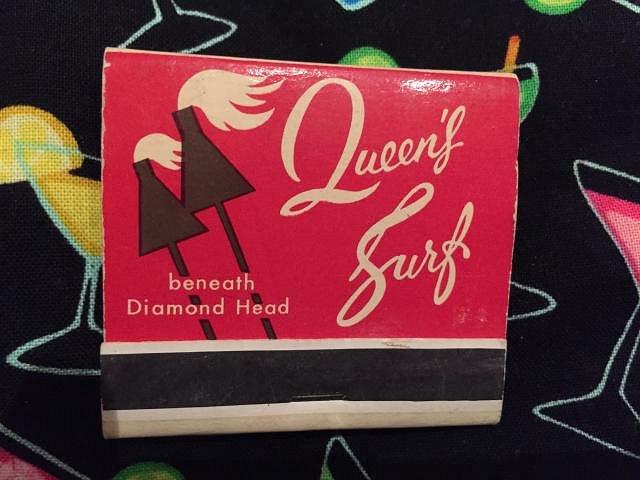 Queen's
Surf
beneath
Diamond Head